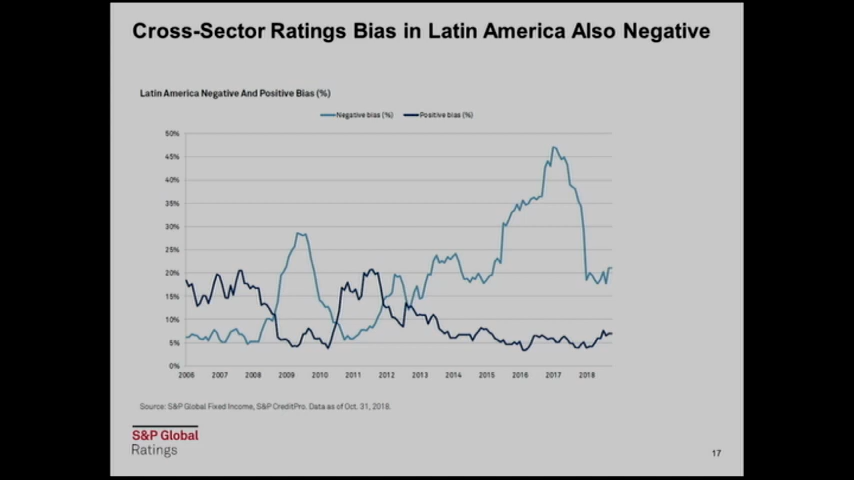 Cross-Sector Ratings Bias in Latin America Also Negative
Latin America Negative And Positive Bias (%)
Negative bias (%) Positive bias (%)
50%
45%
40%
35%
30%
25%
20%
15%
10%
5%
0%
2006 2007 2008 2009 2010 2011 2012 2013 2014 2015 2016 2017 2018
Source: S&P Global Fixed Income, S&P CreditPro. Data as of Oct. 31, 2018.
S&P Global
Ratings
17